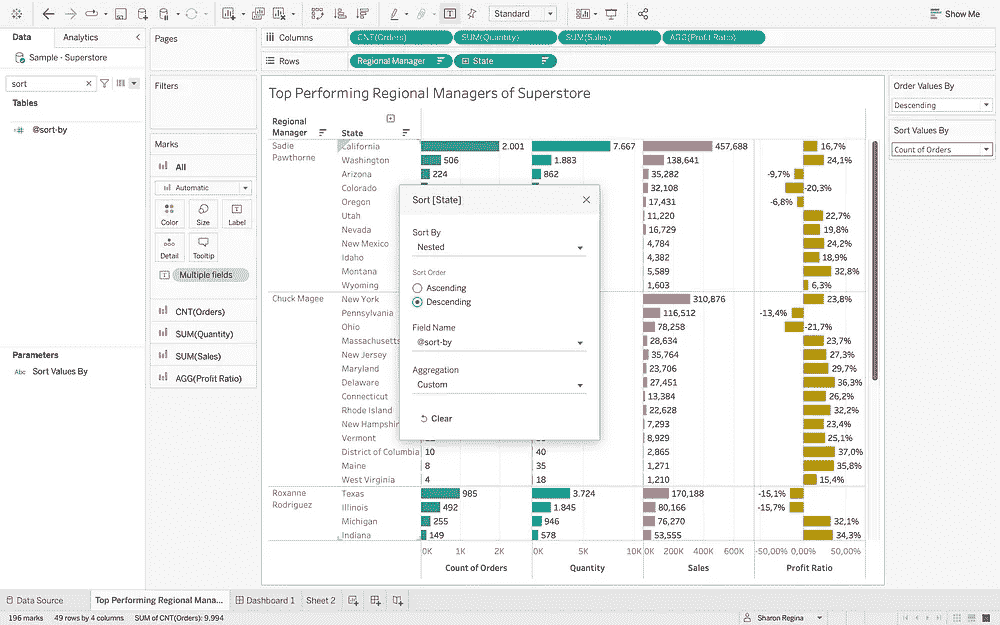 Standard
Show Me
Data
Analytics
Sample - Superstore
sort
Tables
@sort-by
Parameters
Abc Sort Values By
Pages
Filters
Marks
All
Automatic
Color
Size
Label
Detail
Tooltip
Multiple fields
CNT(Orders)
SUM(Quantity)
SUM(Sales)
AGG(Profit Ratio)
Columns
CNT(Orders)
SUM(Quantity)
SUM(Sales)
AGG(Profit Ratio)
Rows
Regional Manager
State
Top Performing Regional Managers of Superstore
Regional
Manager
State
Sadie
Pawthorne
California 2.001 7.667 457,688 16,7%
Washington 506 1.883 138,641 24,1%
Arizona 224 862 35,282 -9,7%
Colorado 32,108 -20,3%
Oregon 17,431 -6,8%
Utah 11,220 22,7%
Nevada 16,729 19,8%
New Mexico 4,784 24,2%
Idaho 4,382 18,9%
Montana 5,589 32,8%
Wyoming 1,603 6,3%
Chuck Magee
New York 310,876 23,8%
Pennsylvania 116,512 -13,4%
Ohio 78,258 -21,7%
Massachusetts 28,634 23,7%
New Jersey 35,764 27,3%
Maryland 23,706 29,7%
Delaware 27,451 36,3%
Connecticut 13,384 26,2%
Rhode Island 22,628 32,2%
New Hampshir 7,293 23,4%
Vermont 8,929 25,1%
District of Columbia 10 40 2,865 37,0%
Maine 8 35 1,271 35,8%
West Virginia 4 18 1,210 15,4%
Roxanne
Rodriguez
Texas 985 3.724 170,188 -15,1%
Illinois 492 1.845 80,166 -15,7%
Michigan 255 946 76,270 32,1%
Indiana 149 578 53,555 34,3%
0K 1K 2K 0K 5K 10K 0K 200K 400K 600K -50,00% 0,00% 50,00%
Count of Orders Quantity Sales Profit Ratio
Sort [State]
Sort By
Nested
Sort Order
Ascending
Descending
Field Name
@sort-by
Aggregation
Custom
Clear
Order Values By
Descending
Sort Values By
Count of Orders
Data Source
Top Performing Regional Mana...
Dashboard 1
Sheet 2
196 marks 49 rows by 4 columns SUM of CNT(Orders): 9.994
Sharon Regina